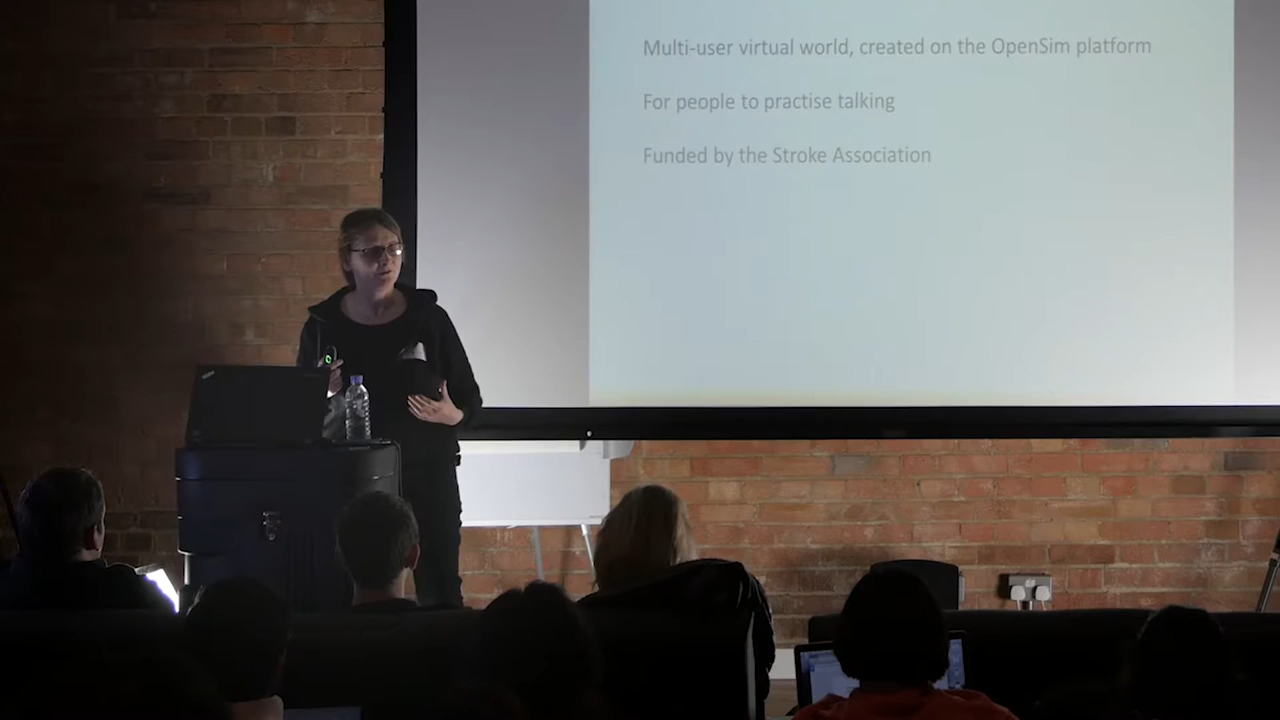 Multi-user virtual world, created on the OpenSim platform
For people to practise talking
Funded by the Stroke Association